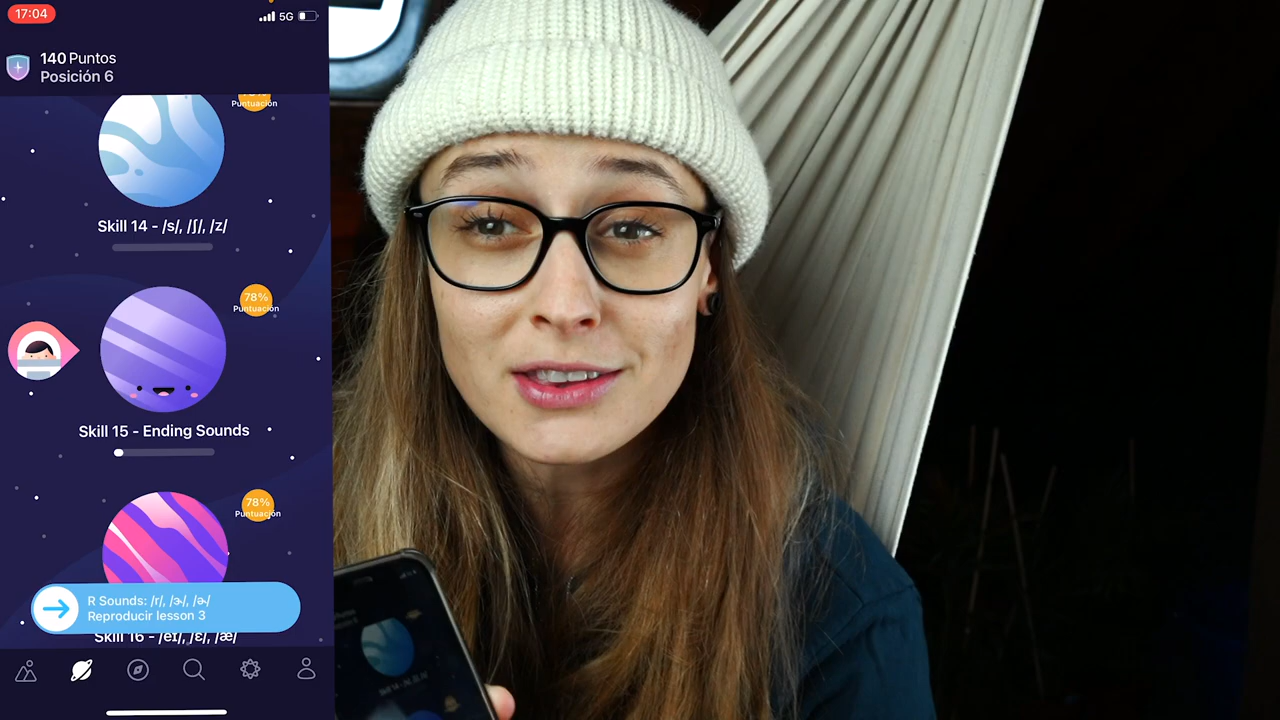 17:04
5G
140 Puntos
Posición 6
Puntuación
Skill 14 - /s/, /ʃ/, /z/
78%
Puntuación
Skill 15 - Ending Sounds
78%
Puntuación
R Sounds: /r/, /ɝ/, /ɚ/
Reproducir lesson 3
Skill 16 - /eɪ/, /ɛ/, /æ/